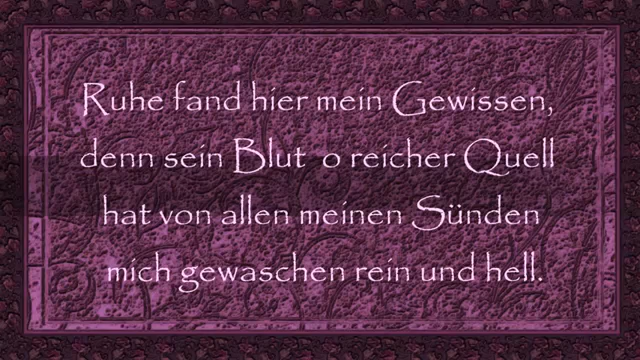 Ruhe fand hier mein Gewissen,
denn sein Blut o reicher Quell
hat von allen meinen Sünden
mich gewaschen rein und hell.